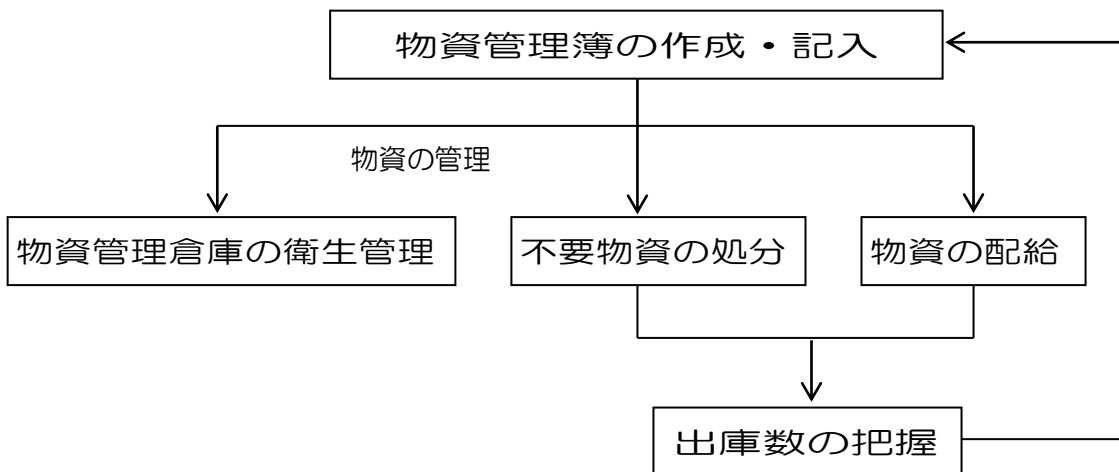 物資管理簿の作成・記入
物資の管理
物資管理倉庫の衛生管理
不要物資の処分
物資の配給
出庫数の把握